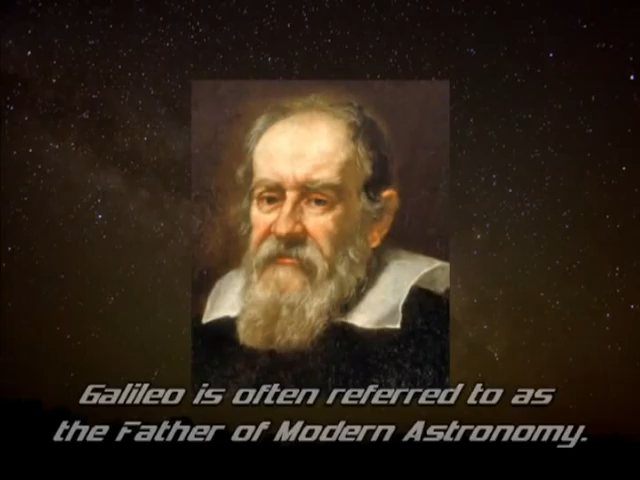 Galileo is often referred to as
the Father of Modern Astronomy.